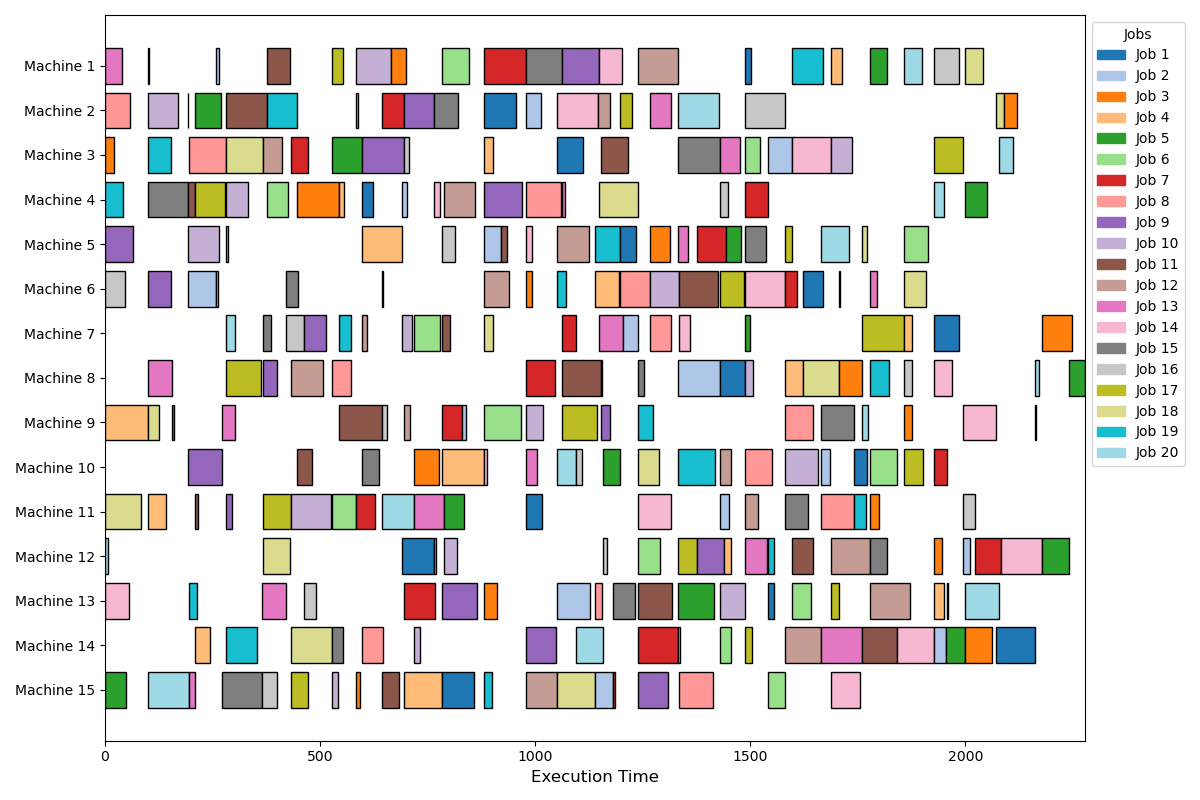 Machine 1
Machine 2
Machine 3
Machine 4
Machine 5
Machine 6
Machine 7
Machine 8
Machine 9
Machine 10
Machine 11
Machine 12
Machine 13
Machine 14
Machine 15
0 500 1000 1500 2000
Execution Time
Jobs
Job 1
Job 2
Job 3
Job 4
Job 5
Job 6
Job 7
Job 8
Job 9
Job 10
Job 11
Job 12
Job 13
Job 14
Job 15
Job 16
Job 17
Job 18
Job 19
Job 20